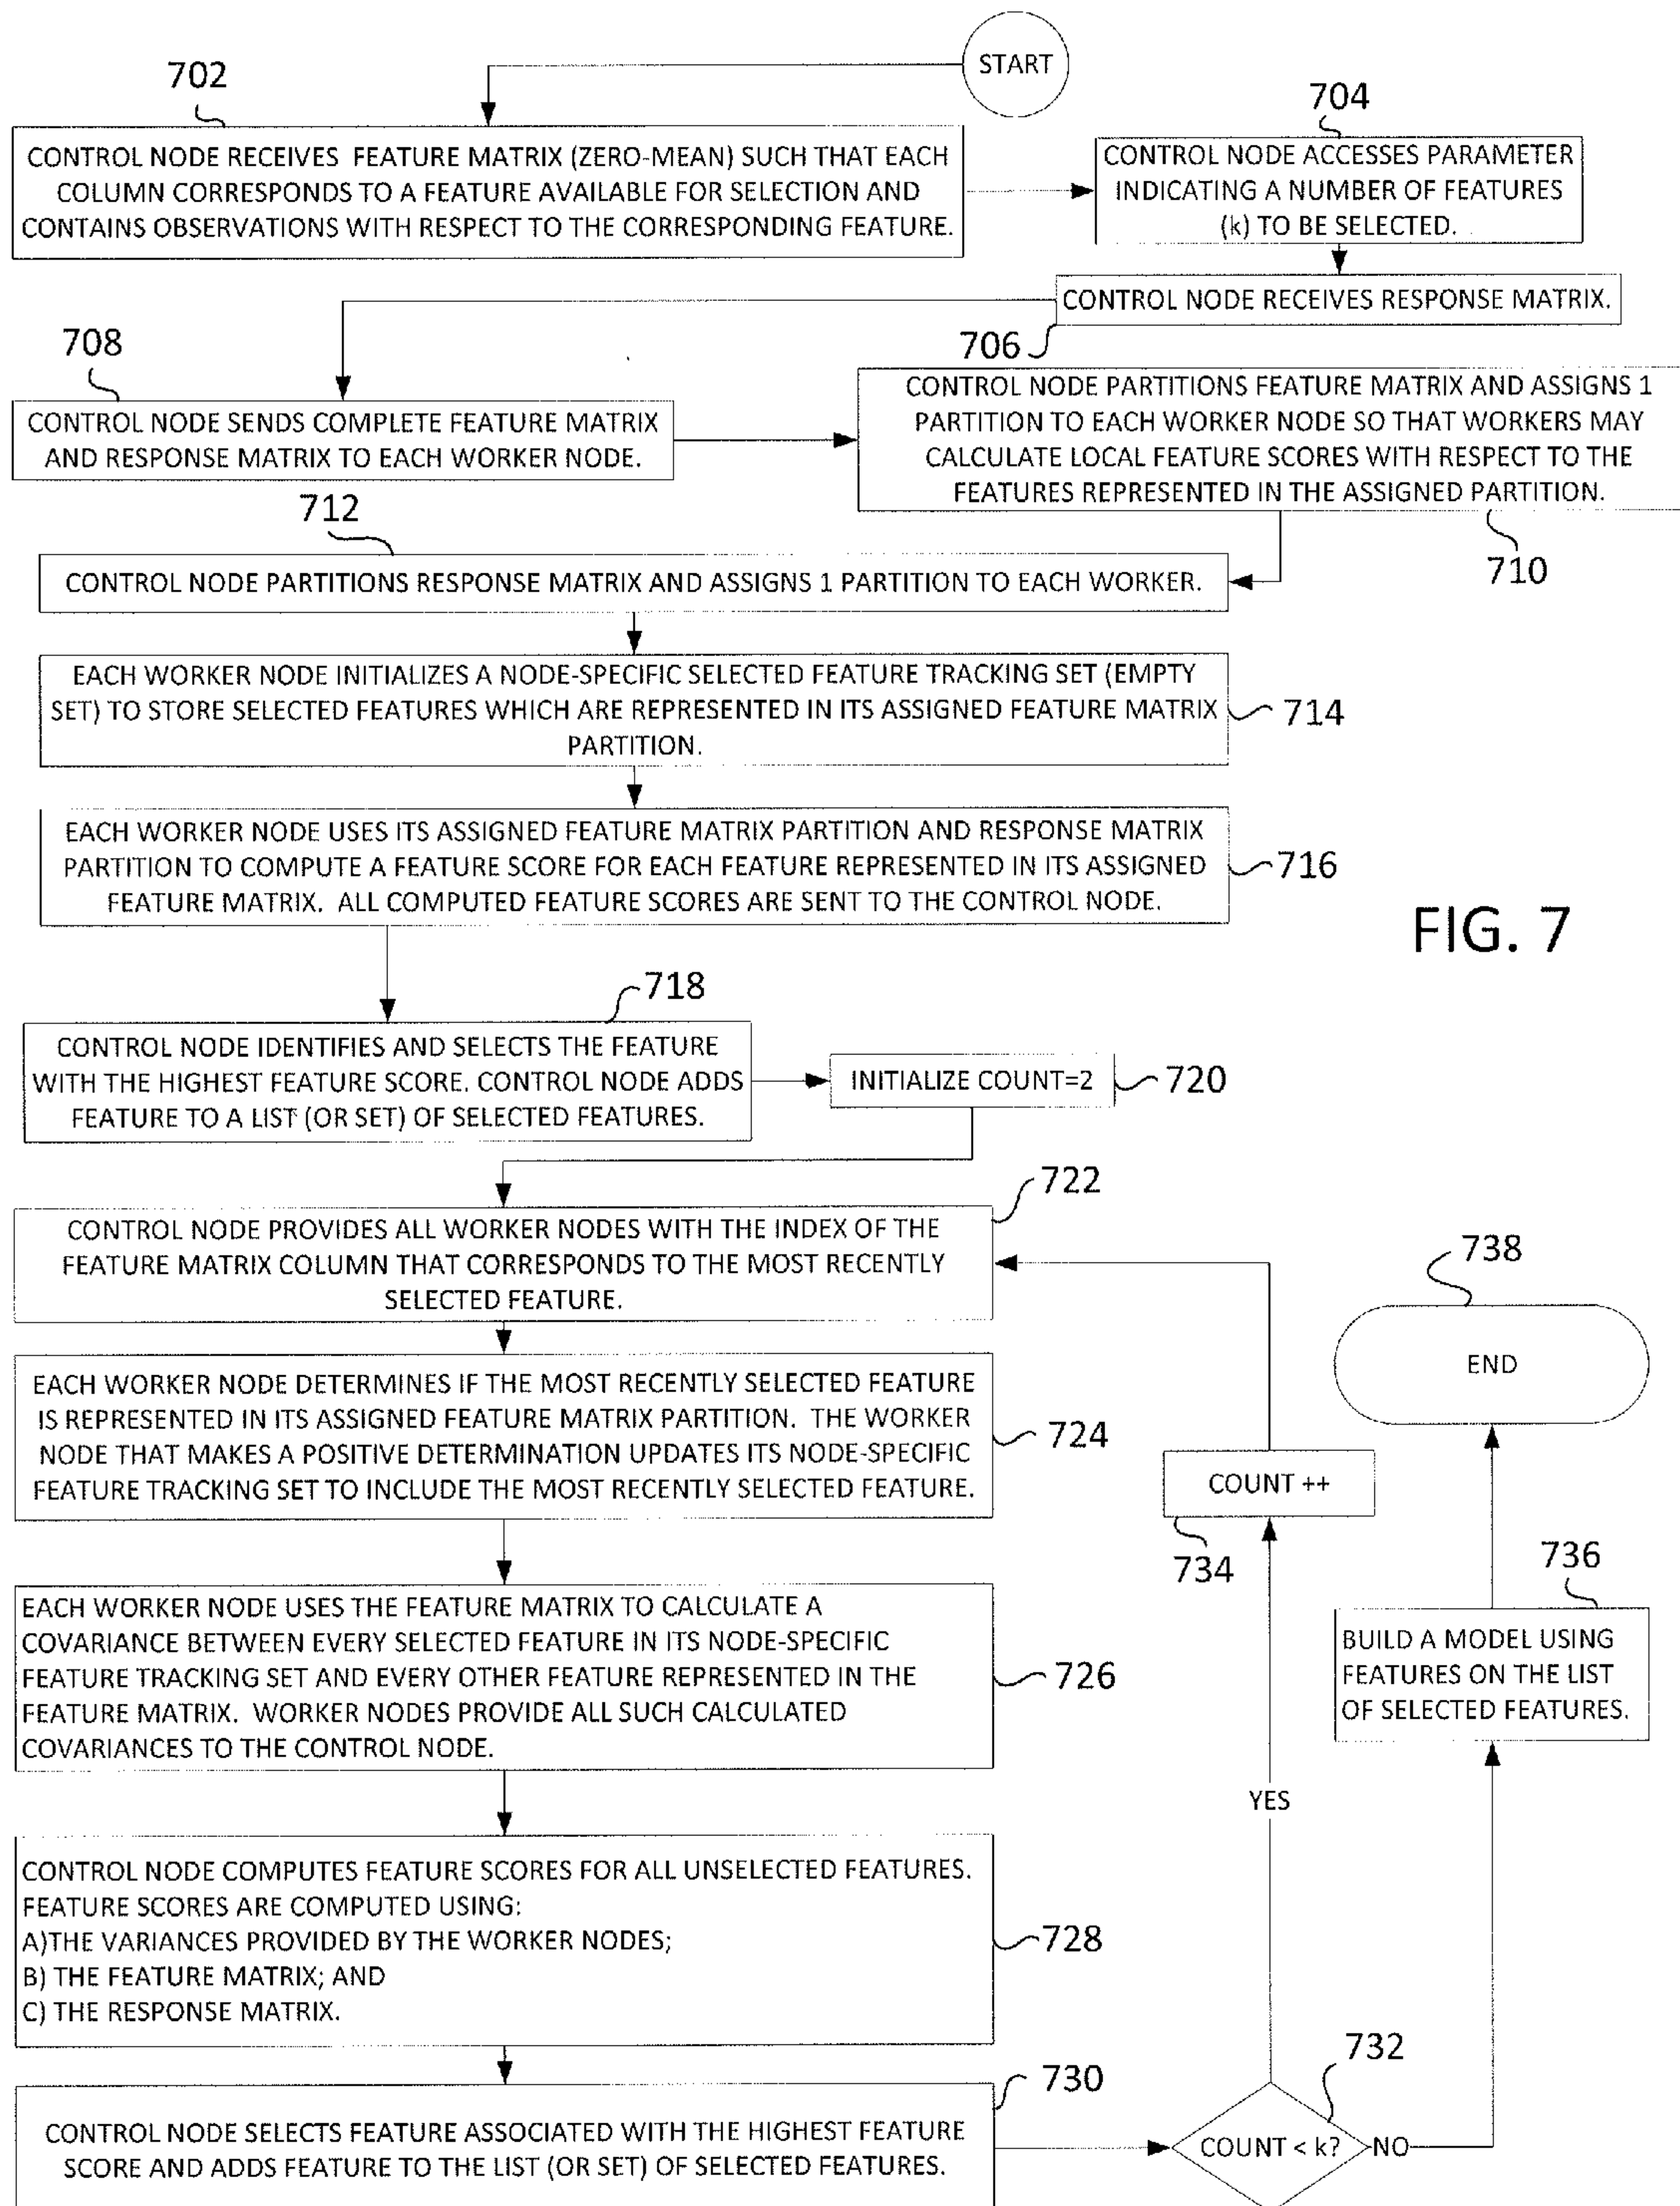 START
702
CONTROL NODE RECEIVES FEATURE MATRIX (ZERO-MEAN) SUCH THAT EACH
COLUMN CORRESPONDS TO A FEATURE AVAILABLE FOR SELECTION AND
CONTAINS OBSERVATIONS WITH RESPECT TO THE CORRESPONDING FEATURE.
704
CONTROL NODE ACCESSES PARAMETER
INDICATING A NUMBER OF FEATURES
(k) TO BE SELECTED.
CONTROL NODE RECEIVES RESPONSE MATRIX.
706
708
CONTROL NODE SENDS COMPLETE FEATURE MATRIX
AND RESPONSE MATRIX TO EACH WORKER NODE.
CONTROL NODE PARTITIONS FEATURE MATRIX AND ASSIGNS 1
PARTITION TO EACH WORKER NODE SO THAT WORKERS MAY
CALCULATE LOCAL FEATURE SCORES WITH RESPECT TO THE
FEATURES REPRESENTED IN THE ASSIGNED PARTITION.
710
712
CONTROL NODE PARTITIONS RESPONSE MATRIX AND ASSIGNS 1 PARTITION TO EACH WORKER.
EACH WORKER NODE INITIALIZES A NODE-SPECIFIC SELECTED FEATURE TRACKING SET (EMPTY
SET) TO STORE SELECTED FEATURES WHICH ARE REPRESENTED IN ITS ASSIGNED FEATURE MATRIX
PARTITION.
714
EACH WORKER NODE USES ITS ASSIGNED FEATURE MATRIX PARTITION AND RESPONSE MATRIX
PARTITION TO COMPUTE A FEATURE SCORE FOR EACH FEATURE REPRESENTED IN ITS ASSIGNED
FEATURE MATRIX. ALL COMPUTED FEATURE SCORES ARE SENT TO THE CONTROL NODE.
716
FIG. 7
718
CONTROL NODE IDENTIFIES AND SELECTS THE FEATURE
WITH THE HIGHEST FEATURE SCORE. CONTROL NODE ADDS
FEATURE TO A LIST (OR SET) OF SELECTED FEATURES.
INITIALIZE COUNT=2
720
722
CONTROL NODE PROVIDES ALL WORKER NODES WITH THE INDEX OF THE
FEATURE MATRIX COLUMN THAT CORRESPONDS TO THE MOST RECENTLY
SELECTED FEATURE.
EACH WORKER NODE DETERMINES IF THE MOST RECENTLY SELECTED FEATURE
IS REPRESENTED IN ITS ASSIGNED FEATURE MATRIX PARTITION. THE WORKER
NODE THAT MAKES A POSITIVE DETERMINATION UPDATES ITS NODE-SPECIFIC
FEATURE TRACKING SET TO INCLUDE THE MOST RECENTLY SELECTED FEATURE.
724
EACH WORKER NODE USES THE FEATURE MATRIX TO CALCULATE A
COVARIANCE BETWEEN EVERY SELECTED FEATURE IN ITS NODE-SPECIFIC
FEATURE TRACKING SET AND EVERY OTHER FEATURE REPRESENTED IN THE
FEATURE MATRIX. WORKER NODES PROVIDE ALL SUCH CALCULATED
COVARIANCES TO THE CONTROL NODE.
726
CONTROL NODE COMPUTES FEATURE SCORES FOR ALL UNSELECTED FEATURES.
FEATURE SCORES ARE COMPUTED USING:
A)THE VARIANCES PROVIDED BY THE WORKER NODES;
B) THE FEATURE MATRIX; AND
C) THE RESPONSE MATRIX.
728
730
CONTROL NODE SELECTS FEATURE ASSOCIATED WITH THE HIGHEST FEATURE
SCORE AND ADDS FEATURE TO THE LIST (OR SET) OF SELECTED FEATURES.
732
COUNT < k?
NO
YES
COUNT ++
734
736
BUILD A MODEL USING
FEATURES ON THE LIST
OF SELECTED FEATURES.
738
END